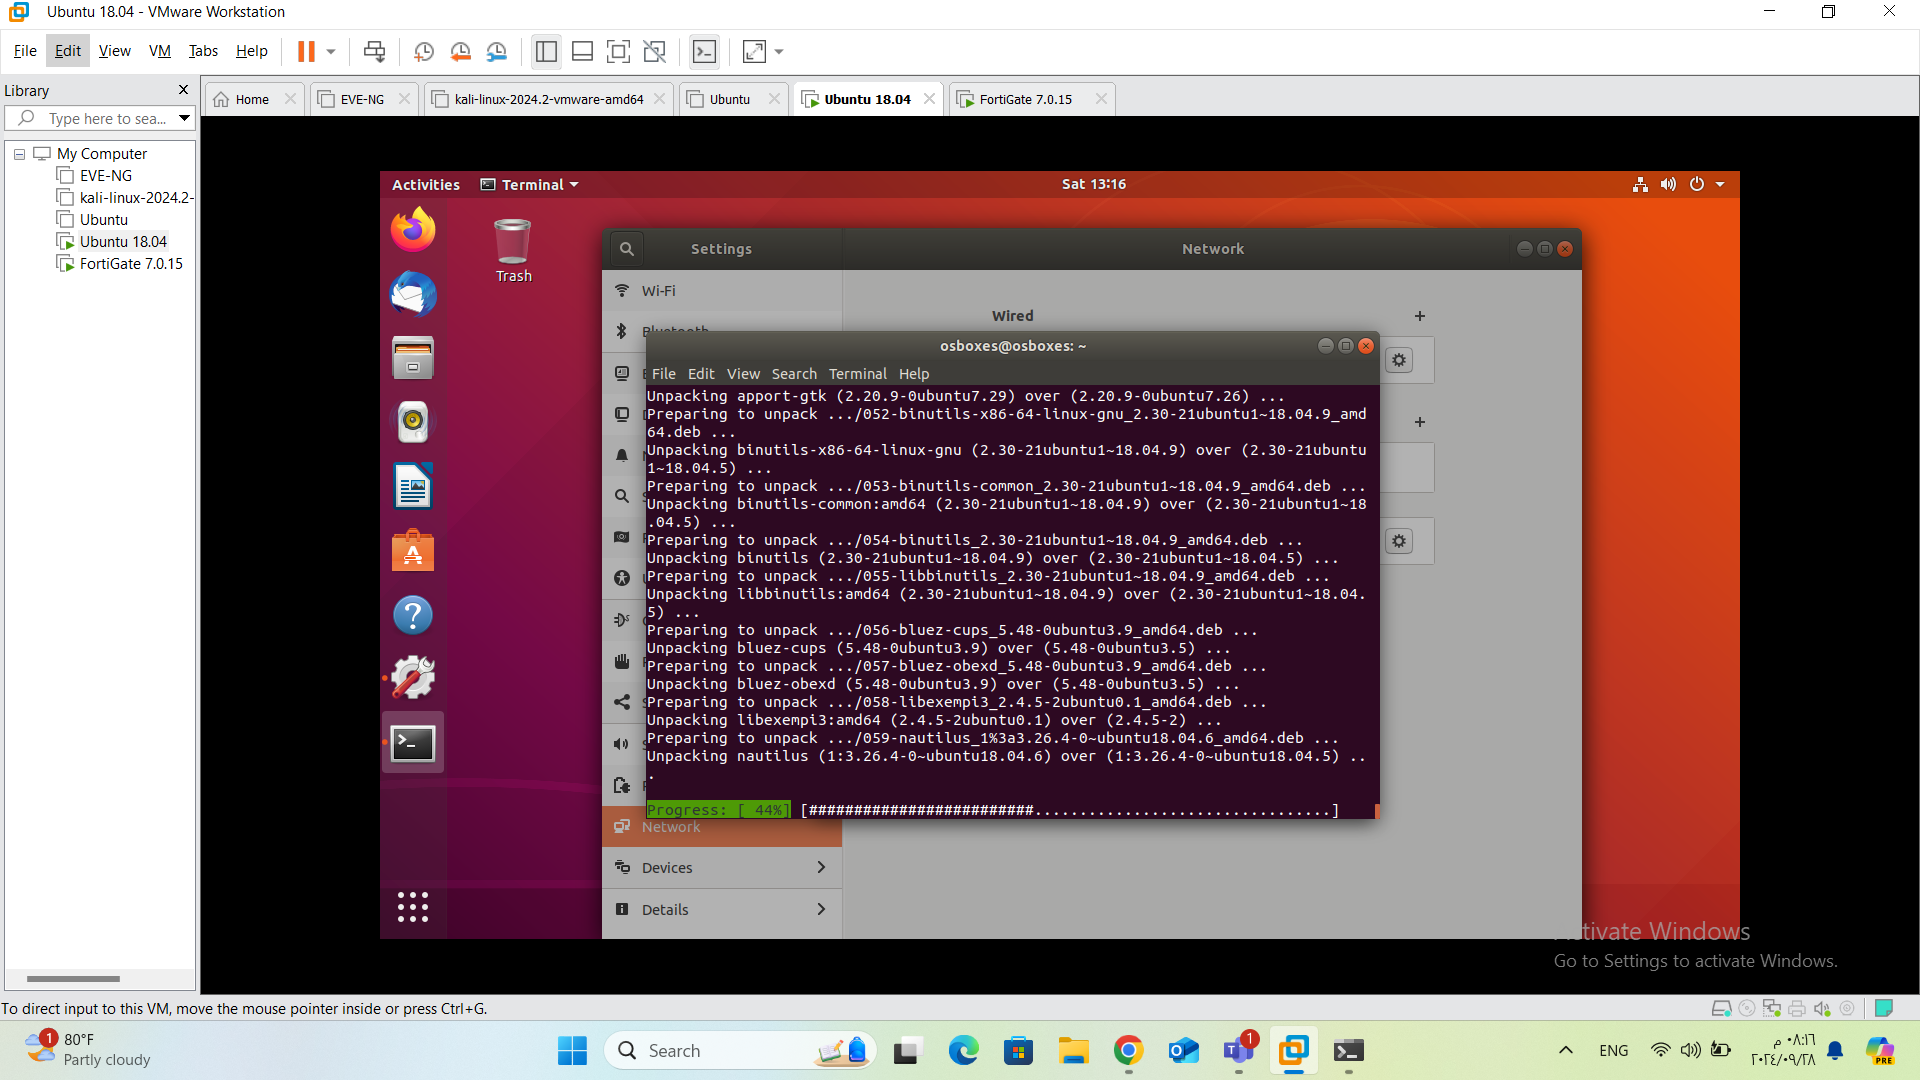 Ubuntu 18.04 - VMware Workstation
File Edit View VM Tabs Help
Library
Type here to sea...
My Computer
EVE-NG
kali-linux-2024.2-
Ubuntu
Ubuntu 18.04
FortiGate 7.0.15
Home EVE-NG kali-linux-2024.2-vmware-amd64 Ubuntu Ubuntu 18.04 FortiGate 7.0.15
Activities Terminal Sat 13:16
Trash
Settings Network
Wi-Fi
Bluetooth
Wired
osboxes@osboxes: ~
File Edit View Search Terminal Help
Unpacking apport-gtk (2.20.9-0ubuntu7.29) over (2.20.9-0ubuntu7.26) ...
Preparing to unpack .../052-binutils-x86-64-linux-gnu_2.30-21ubuntu1~18.04.9_amd
64.deb ...
Unpacking binutils-x86-64-linux-gnu (2.30-21ubuntu1~18.04.9) over (2.30-21ubuntu
1~18.04.5) ...
Preparing to unpack .../053-binutils-common_2.30-21ubuntu1~18.04.9_amd64.deb ...
Unpacking binutils-common:amd64 (2.30-21ubuntu1~18.04.9) over (2.30-21ubuntu1~18
.04.5) ...
Preparing to unpack .../054-binutils_2.30-21ubuntu1~18.04.9_amd64.deb ...
Unpacking binutils (2.30-21ubuntu1~18.04.9) over (2.30-21ubuntu1~18.04.5) ...
Preparing to unpack .../055-libbinutils_2.30-21ubuntu1~18.04.9_amd64.deb ...
Unpacking libbinutils:amd64 (2.30-21ubuntu1~18.04.9) over (2.30-21ubuntu1~18.04.
5) ...
Preparing to unpack .../056-bluez-cups_5.48-0ubuntu3.9_amd64.deb ...
Unpacking bluez-cups (5.48-0ubuntu3.9) over (5.48-0ubuntu3.5) ...
Preparing to unpack .../057-bluez-obexd_5.48-0ubuntu3.9_amd64.deb ...
Unpacking bluez-obexd (5.48-0ubuntu3.9) over (5.48-0ubuntu3.5) ...
Preparing to unpack .../058-libexempi3_2.4.5-2ubuntu0.1_amd64.deb ...
Unpacking libexempi3:amd64 (2.4.5-2ubuntu0.1) over (2.4.5-2) ...
Preparing to unpack .../059-nautilus_1%3a3.26.4-0~ubuntu18.04.6_amd64.deb ...
Unpacking nautilus (1:3.26.4-0~ubuntu18.04.6) over (1:3.26.4-0~ubuntu18.04.5) ..
.
Progress: [ 44%] [#########################.................................]
Network
Devices
Details
Activate Windows
Go to Settings to activate Windows.
To direct input to this VM, move the mouse pointer inside or press Ctrl+G.
1 80°F
Partly cloudy
Search
1
ENG
٠٨:١٦ م
٢٠٢٤/٠٩/٢٨
PRE